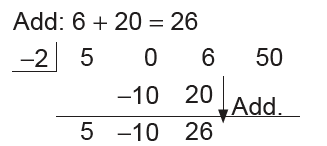 Add: 6 + 20 = 26
–2 5 0 6 50
–10 20 Add.
5 –10 26